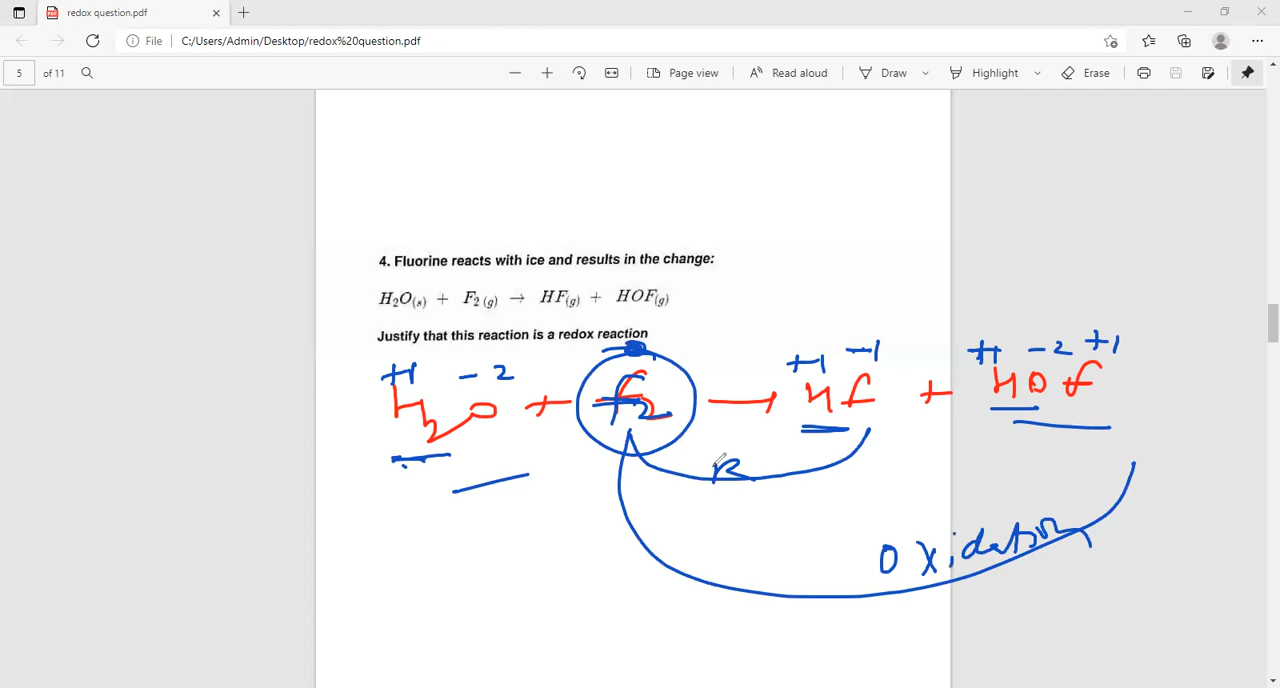 redox question.pdf
File C:/Users/Admin/Desktop/redox%20question.pdf
5 of 11 Page view Read aloud Draw Highlight Erase
4. Fluorine reacts with ice and results in the change:
H₂O(s) + F₂(g) → HF(g) + HOF(g)
Justify that this reaction is a redox reaction
+1 -2 +1 -1 +1 -2 +1
H₂O + f₂ → Hf + HOf
R
Oxidation